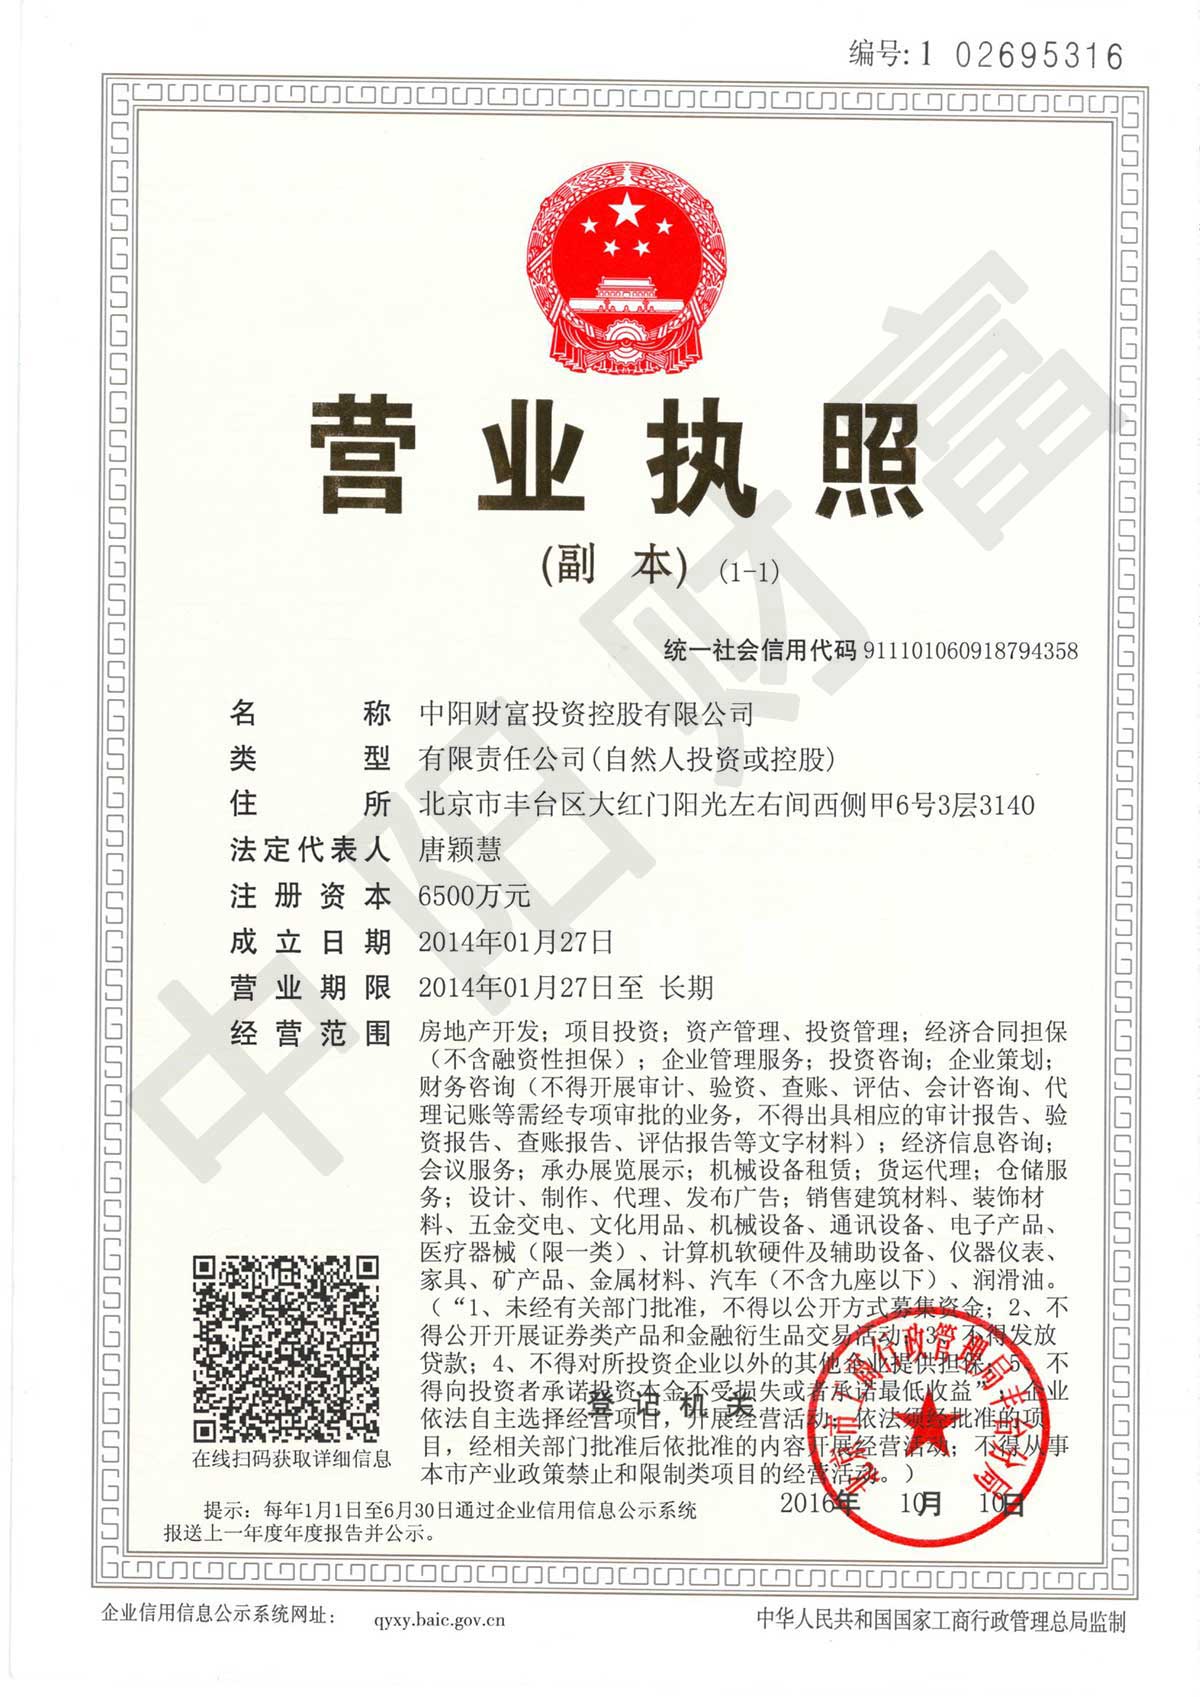 编号: 1 02695316
营业执照
(副 本) (1-1)
统一社会信用代码 911101060918794358
名称 中阳财富投资控股有限公司
类型 有限责任公司(自然人投资或控股)
住所 北京市丰台区大红门阳光左右间西侧甲6号3层3140
法定代表人 唐颖慧
注册资本 6500万元
成立日期 2014年01月27日
营业期限 2014年01月27日至 长期
经营范围 房地产开发；项目投资；资产管理、投资管理；经济合同担保
（不含融资性担保）；企业管理服务；投资咨询；企业策划；
财务咨询（不得开展审计、验资、查账、评估、会计咨询、代
理记账等需经专项审批的业务，不得出具相应的审计报告、验
资报告、查账报告、评估报告等文字材料）；经济信息咨询；
会议服务；承办展览展示；机械设备租赁；货运代理；仓储服
务；设计、制作、代理、发布广告；销售建筑材料、装饰材
料、五金交电、文化用品、机械设备、通讯设备、电子产品、
医疗器械（限一类）、计算机软硬件及辅助设备、仪器仪表、
家具、矿产品、金属材料、汽车（不含九座以下）、润滑油。
（“1、未经有关部门批准，不得以公开方式募集资金；2、不
得公开开展证券类产品和金融衍生品交易活动；3、不得发放
贷款；4、不得对所投资企业以外的其他企业提供担保；5、不
得向投资者承诺投资本金不受损失或者承诺最低收益”；企业
依法自主选择经营项目，开展经营活动；依法须经批准的项
目，经相关部门批准后依批准的内容开展经营活动；不得从事
本市产业政策禁止和限制类项目的经营活动。）
登记机关
北京市工商行政管理局丰台分局
2016年 10月 10日
在线扫码获取详细信息
提示：每年1月1日至6月30日通过企业信用信息公示系统
报送上一年度年度报告并公示。
企业信用信息公示系统网址： qyxy.baic.gov.cn
中华人民共和国国家工商行政管理总局监制
中阳财富